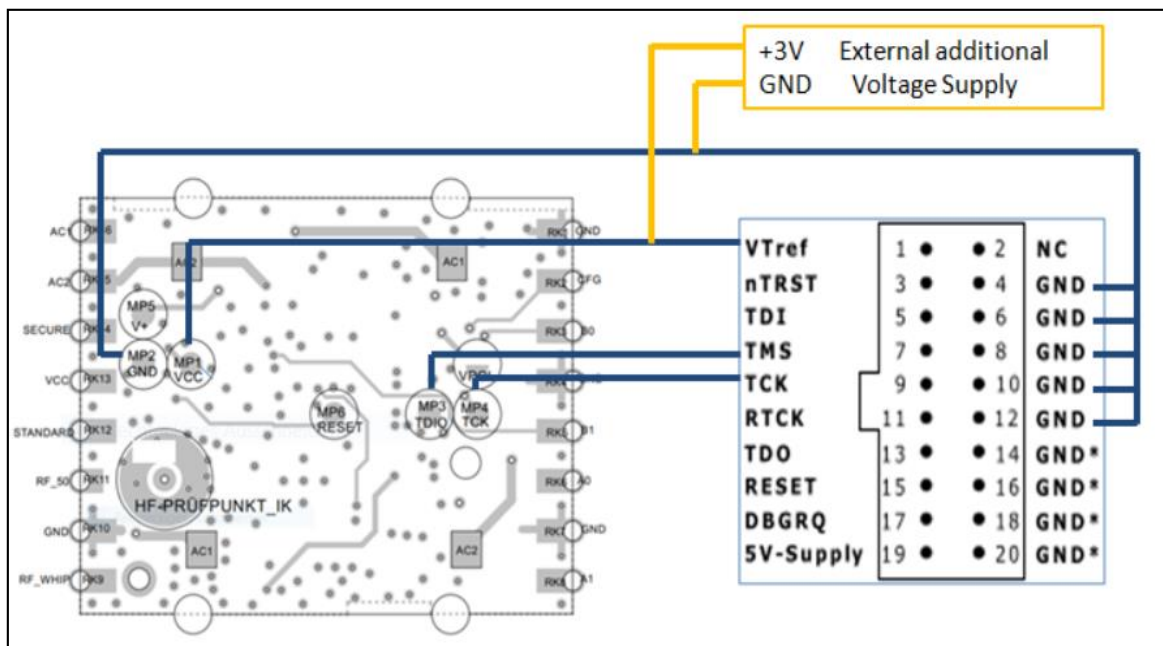 +3V External additional
GND Voltage Supply
AC1
AC2
SECURE
VCC RK13
STANDARD RK12
RF_50 RK11
GND RK10
RF_WHIP RK9
AC2
AC1
MP5
V+
MP2
GND
MP1
VCC
MP6
RESET
MP3
TDIO
MP4
TCK
HF-PRÜFPUNKT_IK
AC1
AC2
RK1 GND
RK2 CFG
RK3 B0
RK4
RK5 B1
RK6 A0
RK7 GND
RK8 A1
VTref 1 2 NC
nTRST 3 4 GND
TDI 5 6 GND
TMS 7 8 GND
TCK 9 10 GND
RTCK 11 12 GND
TDO 13 14 GND*
RESET 15 16 GND*
DBGRQ 17 18 GND*
5V-Supply 19 20 GND*